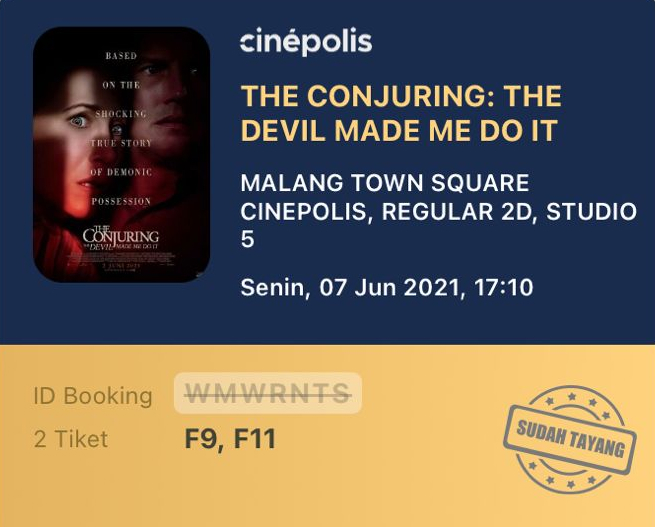 BASED
ON THE
SHOCKING
TRUE STORY
OF DEMONIC
POSSESSION
THE
CONJURING
THE DEVIL MADE ME DO IT
cinépolis
THE CONJURING: THE
DEVIL MADE ME DO IT
MALANG TOWN SQUARE
CINEPOLIS, REGULAR 2D, STUDIO
5
Senin, 07 Jun 2021, 17:10
ID Booking WMWRNTS
2 Tiket F9, F11
SUDAH TAYANG